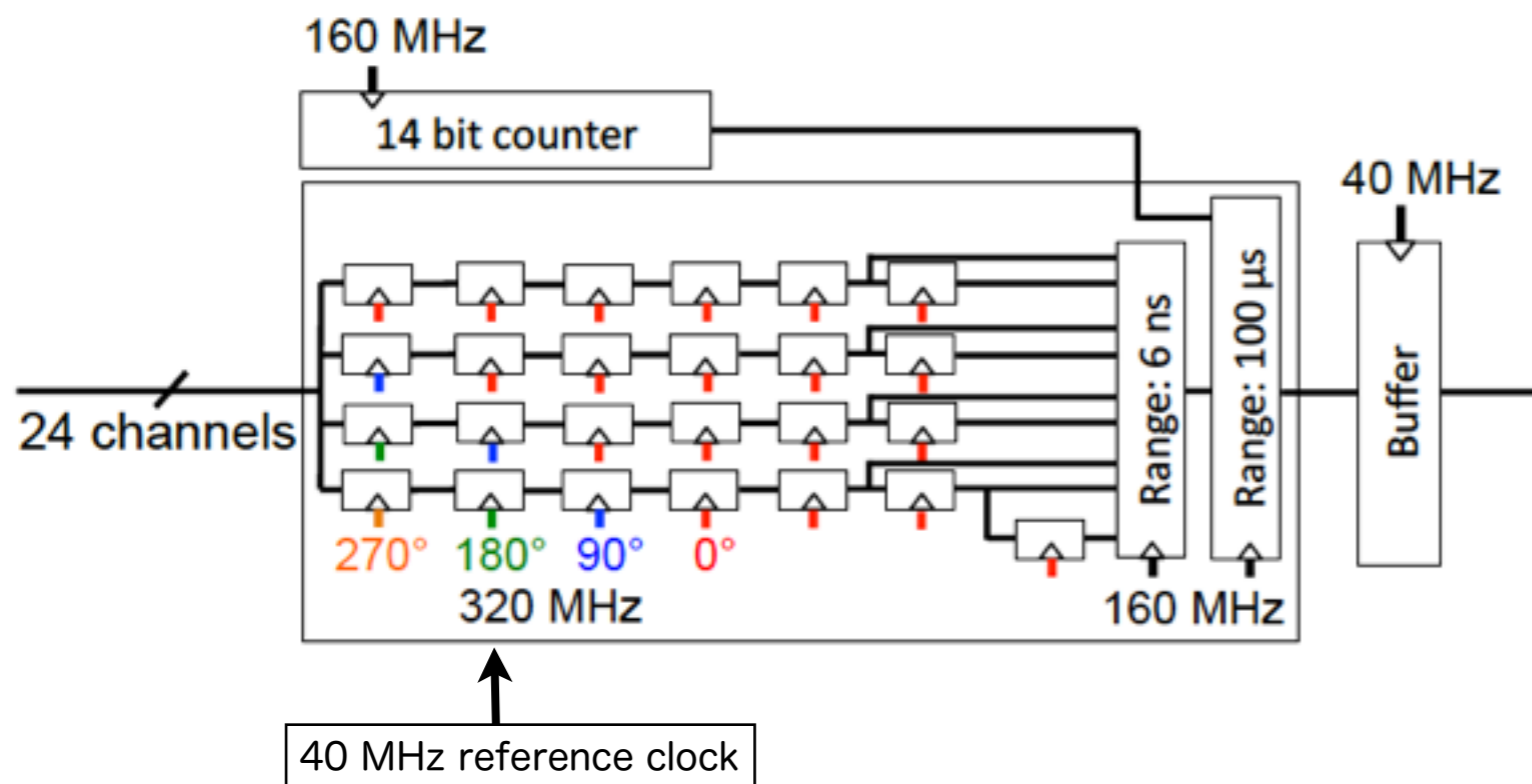 160 MHz
14 bit counter
40 MHz
24 channels
Range: 6 ns
Range: 100 µs
Buffer
270° 180° 90° 0°
320 MHz
160 MHz
40 MHz reference clock